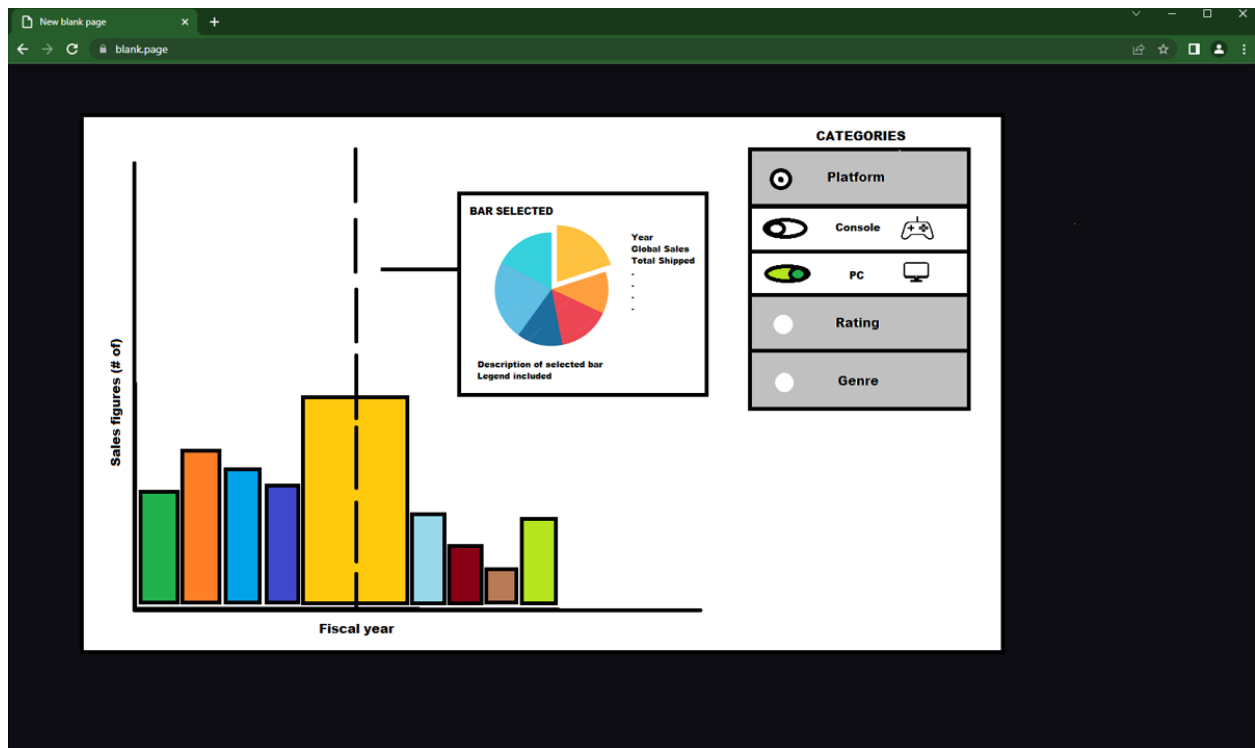 New blank page
blank.page
CATEGORIES
Platform
Console
PC
Rating
Genre
BAR SELECTED
Year
Global Sales
Total Shipped
.
.
.
.
Description of selected bar
Legend included
Sales figures (# of)
Fiscal year